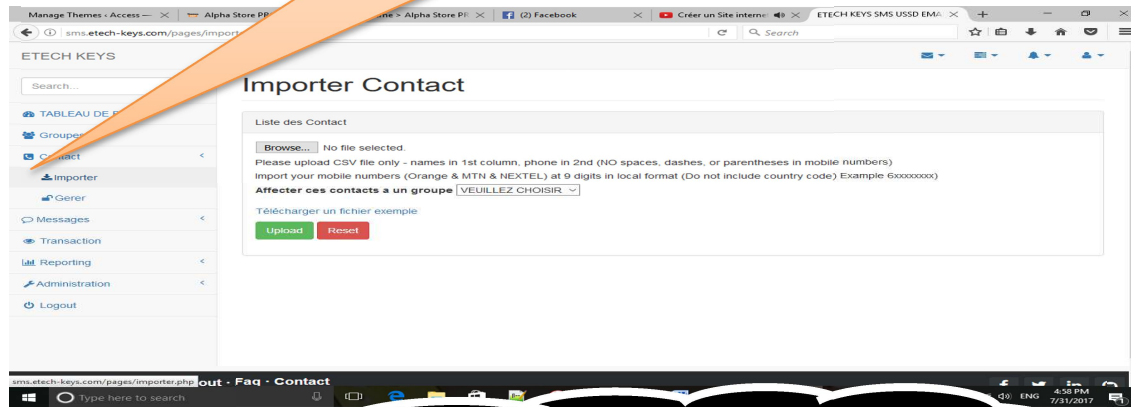 Manage Themes ‹ Access — Alpha Store PR > Alpha Store PR (2) Facebook Créer un Site interne ETECH KEYS SMS USSD EMA
sms.etech-keys.com/pages/import Search
ETECH KEYS
Search...
Importer Contact
TABLEAU DE
Liste des Contact
Groupe
Browse... No file selected.
Contact
Please upload CSV file only - names in 1st column, phone in 2nd (NO spaces, dashes, or parentheses in mobile numbers)
Importer
Import your mobile numbers (Orange & MTN & NEXTEL) at 9 digits in local format (Do not include country code) Example 6xxxxxxxx)
Affecter ces contacts a un groupe VEUILLEZ CHOISIR
Gerer
Télécharger un fichier exemple
Messages
Upload Reset
Transaction
Reporting
Administration
Logout
sms.etech-keys.com/pages/importer.php out · Faq · Contact
Type here to search ENG 4:58 PM
7/31/2017